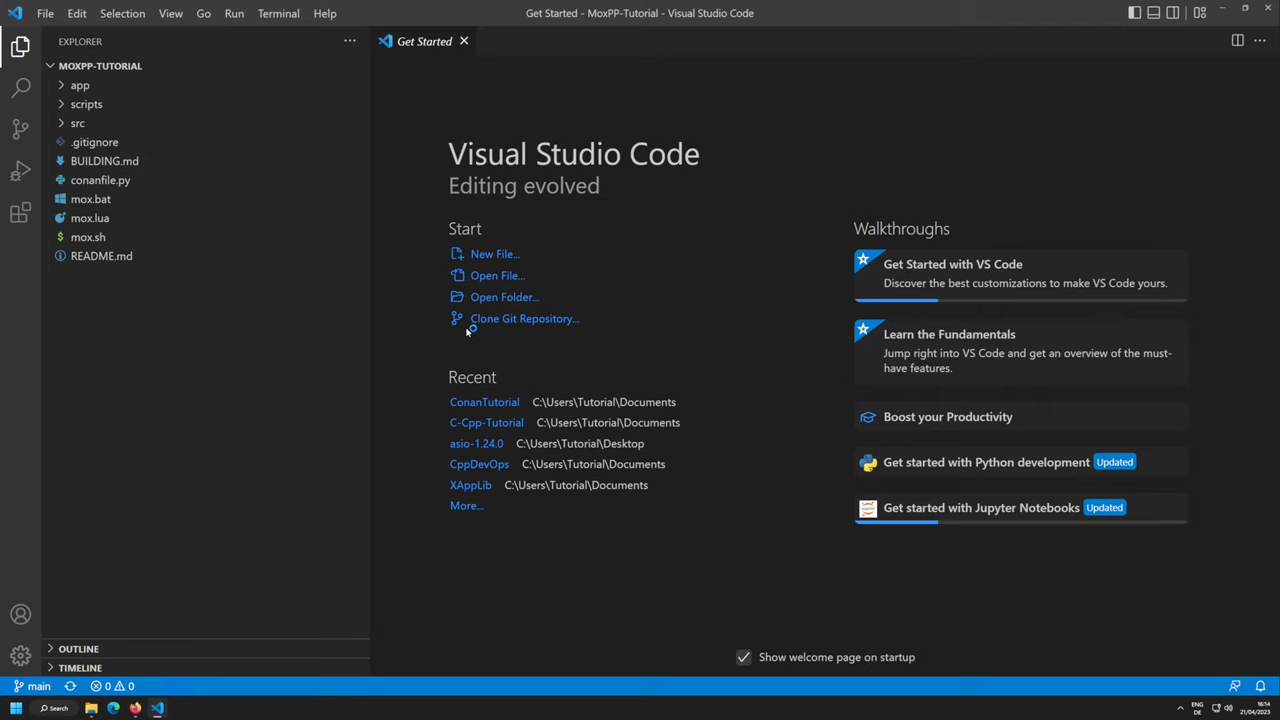 File Edit Selection View Go Run Terminal Help
Get Started - MoxPP-Tutorial - Visual Studio Code
EXPLORER
MOXPP-TUTORIAL
app
scripts
src
.gitignore
BUILDING.md
conanfile.py
mox.bat
mox.lua
mox.sh
README.md
OUTLINE
TIMELINE
Get Started
Visual Studio Code
Editing evolved
Start
New File...
Open File...
Open Folder...
Clone Git Repository...
Recent
ConanTutorial C:\Users\Tutorial\Documents
C-Cpp-Tutorial C:\Users\Tutorial\Documents
asio-1.24.0 C:\Users\Tutorial\Desktop
CppDevOps C:\Users\Tutorial\Documents
XAppLib C:\Users\Tutorial\Documents
More...
Walkthroughs
Get Started with VS Code
Discover the best customizations to make VS Code yours.
Learn the Fundamentals
Jump right into VS Code and get an overview of the must-
have features.
Boost your Productivity
Get started with Python development Updated
Get started with Jupyter Notebooks Updated
Show welcome page on startup
main 0 0
Search
ENG
DE
16:14
21/04/2023